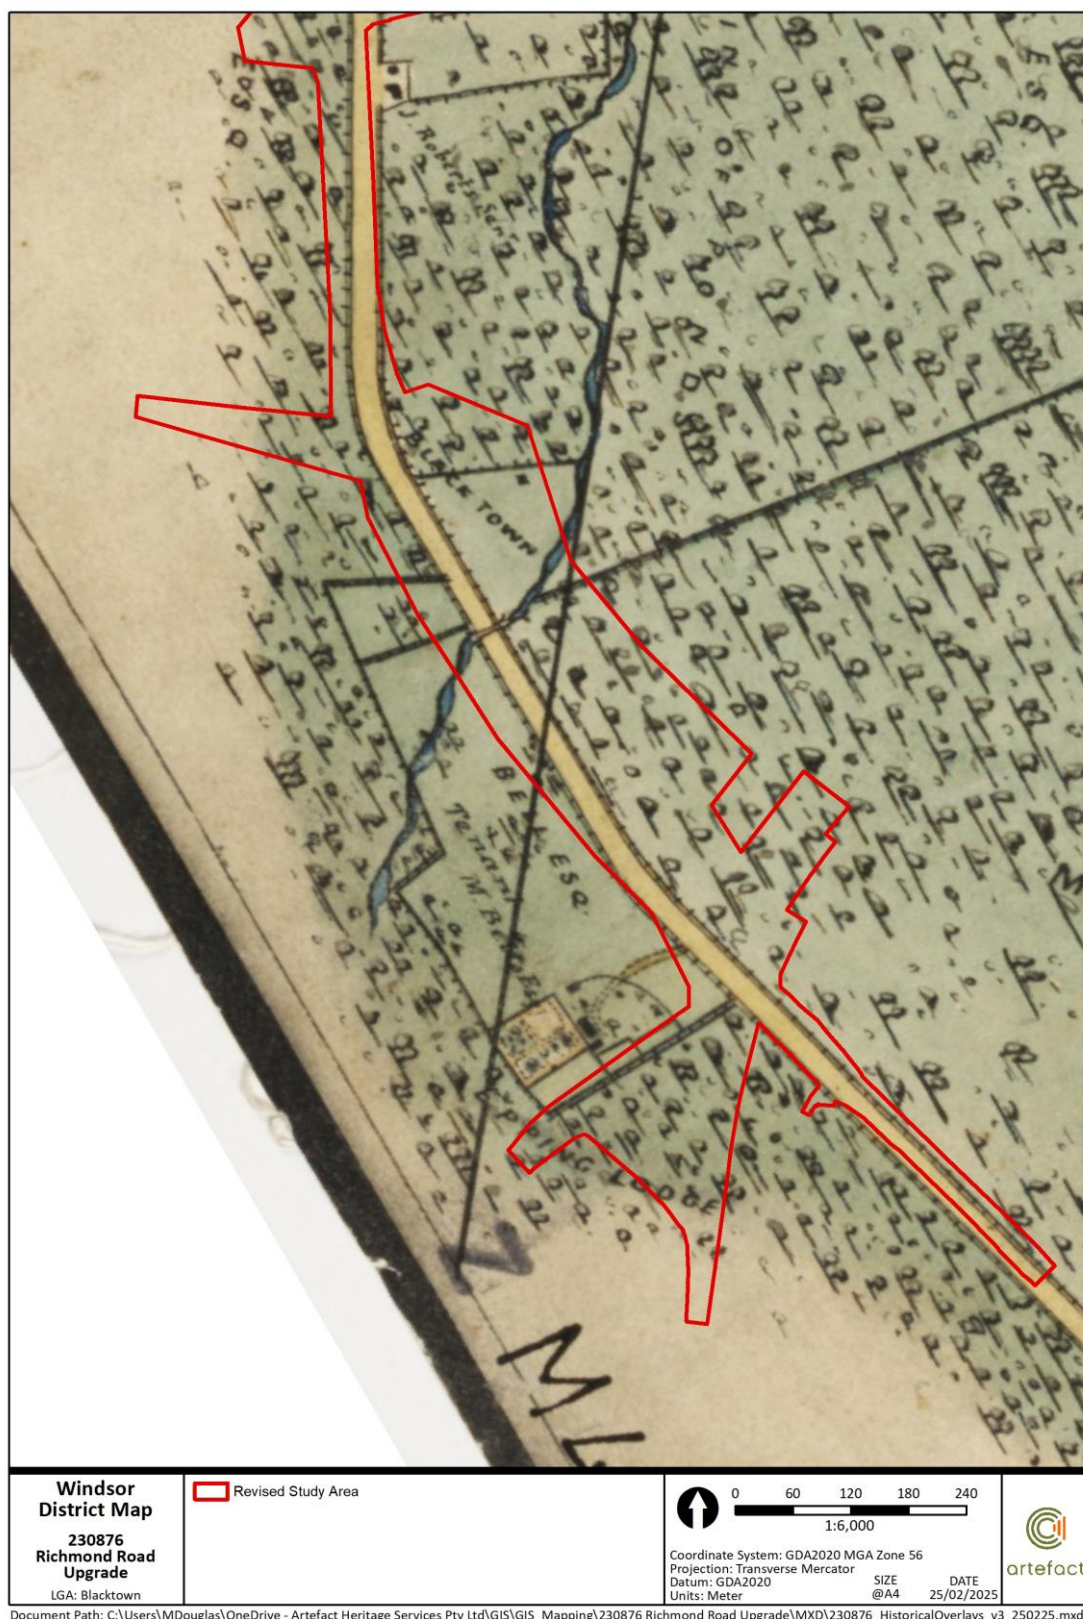 J. Roberts Sen.r
BLACKTOWN
BELL ESQ.
Tenant
N
Windsor
District Map
230876
Richmond Road
Upgrade
LGA: Blacktown
Revised Study Area
0 60 120 180 240
1:6,000
Coordinate System: GDA2020 MGA Zone 56
Projection: Transverse Mercator
Datum: GDA2020
Units: Meter
SIZE
@A4
DATE
25/02/2025
artefact
Document Path: C:\Users\MDouglas\OneDrive - Artefact Heritage Services Pty Ltd\GIS\GIS_Mapping\230876 Richmond Road Upgrade\MXD\230876_HistoricalOverlays_v3_250225.mxd